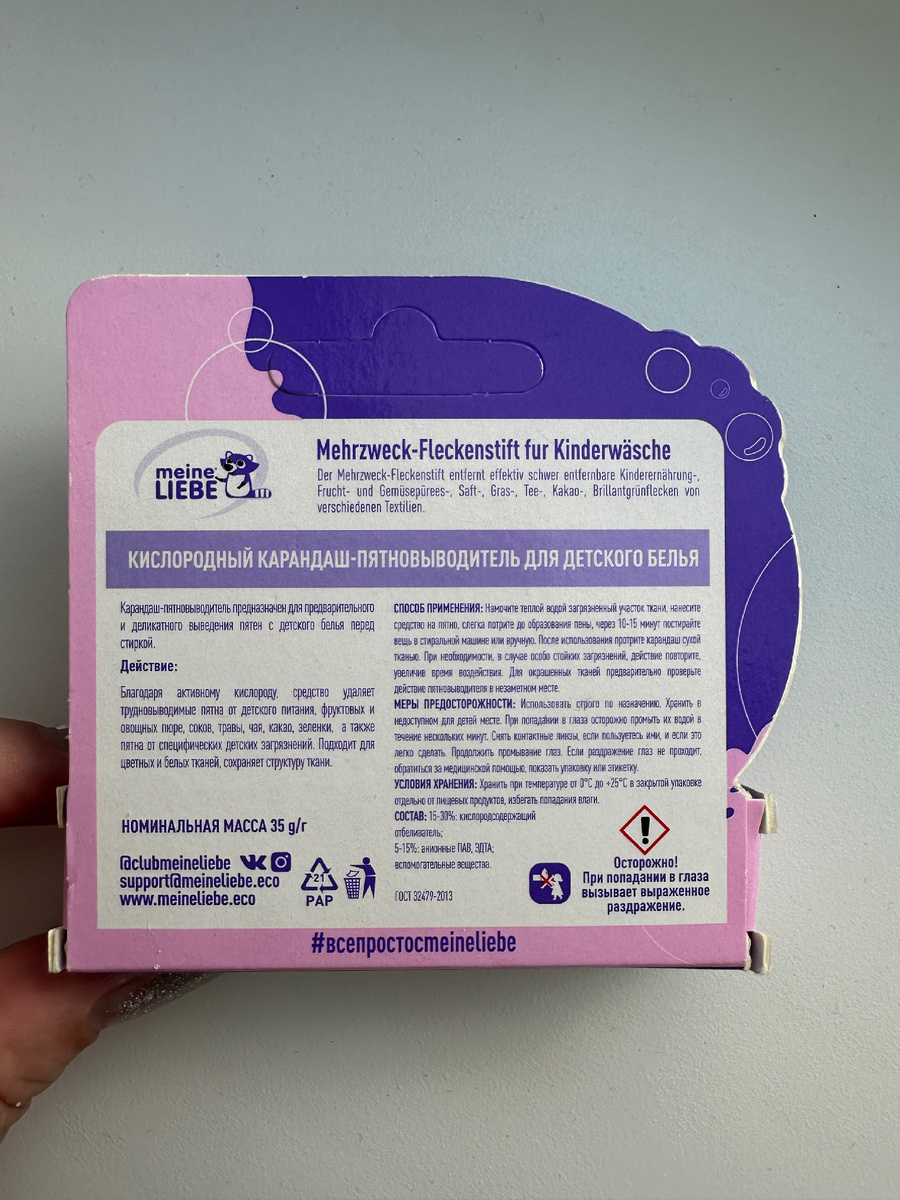 meine
LIEBE
Mehrzweck-Fleckenstift fur Kinderwäsche
Der Mehrzweck-Fleckenstift entfernt effektiv schwer entfernbare Kinderernährung-,
Frucht- und Gemüsepürees-, Saft-, Gras-, Tee-, Kakao-, Brillantgrünflecken von
verschiedenen Textilien.
КИСЛОРОДНЫЙ КАРАНДАШ-ПЯТНОВЫВОДИТЕЛЬ ДЛЯ ДЕТСКОГО БЕЛЬЯ
Карандаш-пятновыводитель предназначен для предварительного
и деликатного выведения пятен с детского белья перед
стиркой.
Действие:
Благодаря активному кислороду, средство удаляет
трудновыводимые пятна от детского питания, фруктовых и
овощных пюре, соков, травы, чая, какао, зеленки, а также
пятна от специфических детских загрязнений. Подходит для
цветных и белых тканей, сохраняет структуру ткани.
НОМИНАЛЬНАЯ МАССА 35 g/г
@clubmeineliebe
support@meineliebe.eco
www.meineliebe.eco
21
PAP
СПОСОБ ПРИМЕНЕНИЯ: Намочите теплой водой загрязненный участок ткани, нанесите
средство на пятно, слегка потрите до образования пены, через 10-15 минут постирайте
вещь в стиральной машине или вручную. После использования протрите карандаш сухой
тканью. При необходимости, в случае особо стойких загрязнений, действие повторите,
увеличив время воздействия. Для окрашенных тканей предварительно проверьте
действие пятновыводителя в незаметном месте.
МЕРЫ ПРЕДОСТОРОЖНОСТИ: Использовать строго по назначению. Хранить в
недоступном для детей месте. При попадании в глаза осторожно промыть их водой в
течение нескольких минут. Снять контактные линзы, если пользуетесь ими, и если это
легко сделать. Продолжить промывание глаз. Если раздражение глаз не проходит,
обратиться за медицинской помощью, показать упаковку или этикетку.
УСЛОВИЯ ХРАНЕНИЯ: Хранить при температуре от 0°С до +25°С в закрытой упаковке
отдельно от пищевых продуктов, избегать попадания влаги.
СОСТАВ: 15-30%: кислородсодержащий
отбеливатель;
5-15%: анионные ПАВ, ЭДТА;
вспомогательные вещества.
ГОСТ 32479-2013
Осторожно!
При попадании в глаза
вызывает выраженное
раздражение.
#всепростоcmeineliebe